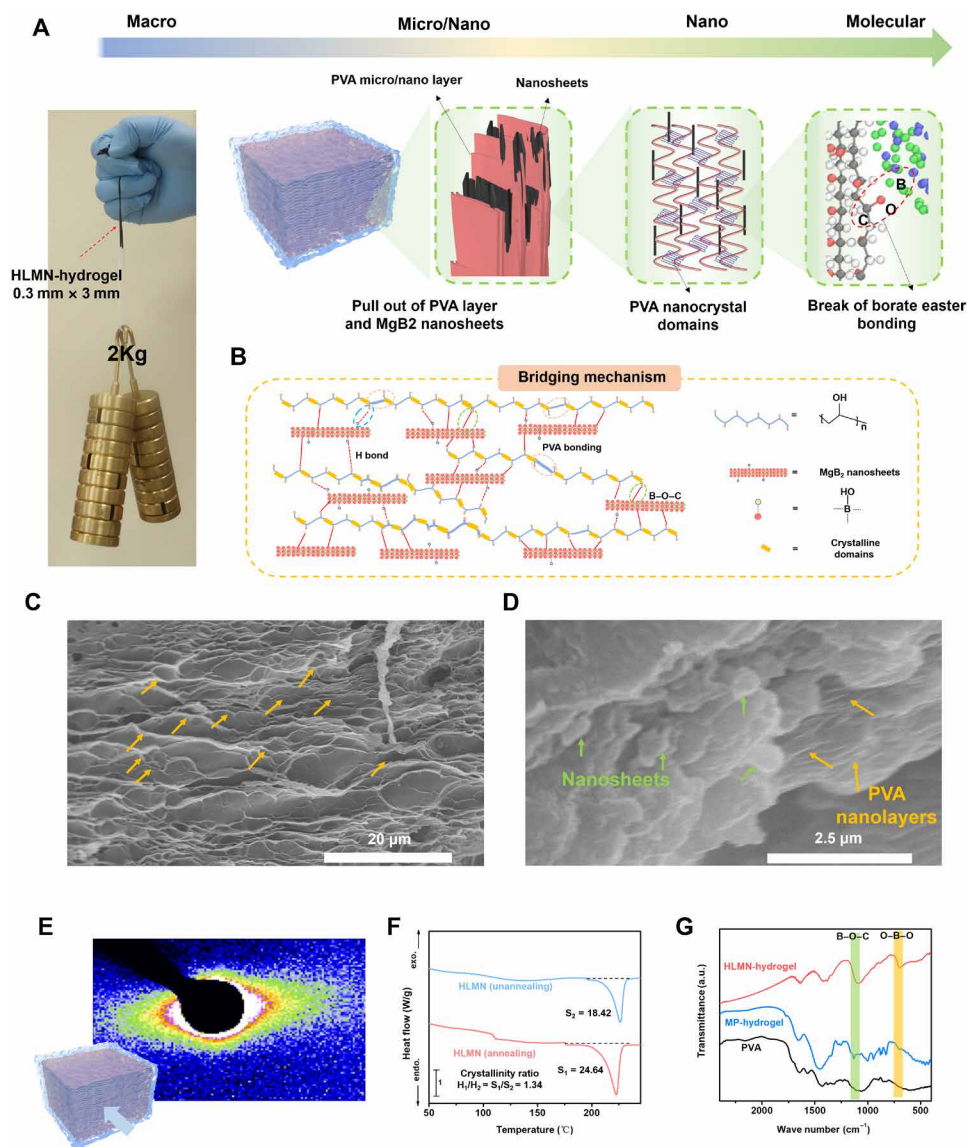 A
Macro
Micro/Nano
Nano
Molecular
PVA micro/nano layer
Nanosheets
HLMN-hydrogel
0.3 mm × 3 mm
2Kg
B
O
C
Pull out of PVA layer
and MgB2 nanosheets
PVA nanocrystal
domains
Break of borate easter
bonding
B
Bridging mechanism
H bond
PVA bonding
B–O–C
OH
n
=
MgB₂ nanosheets
=
HO
B
=
Crystalline
domains
=
C
20 μm
D
Nanosheets
PVA
nanolayers
2.5 μm
E
F
exo.
Heat flow (W/g)
endo.
HLMN (unannealing)
S₂ = 18.42
HLMN (annealing)
S₁ = 24.64
1
Crystallinity ratio
H₁/H₂ = S₁/S₂ = 1.34
50
100
150
200
Temperature (℃)
G
B–O–C
O–B–O
HLMN-hydrogel
MP-hydrogel
PVA
Transmittance (a.u.)
2000
1500
1000
500
Wave number (cm⁻¹)